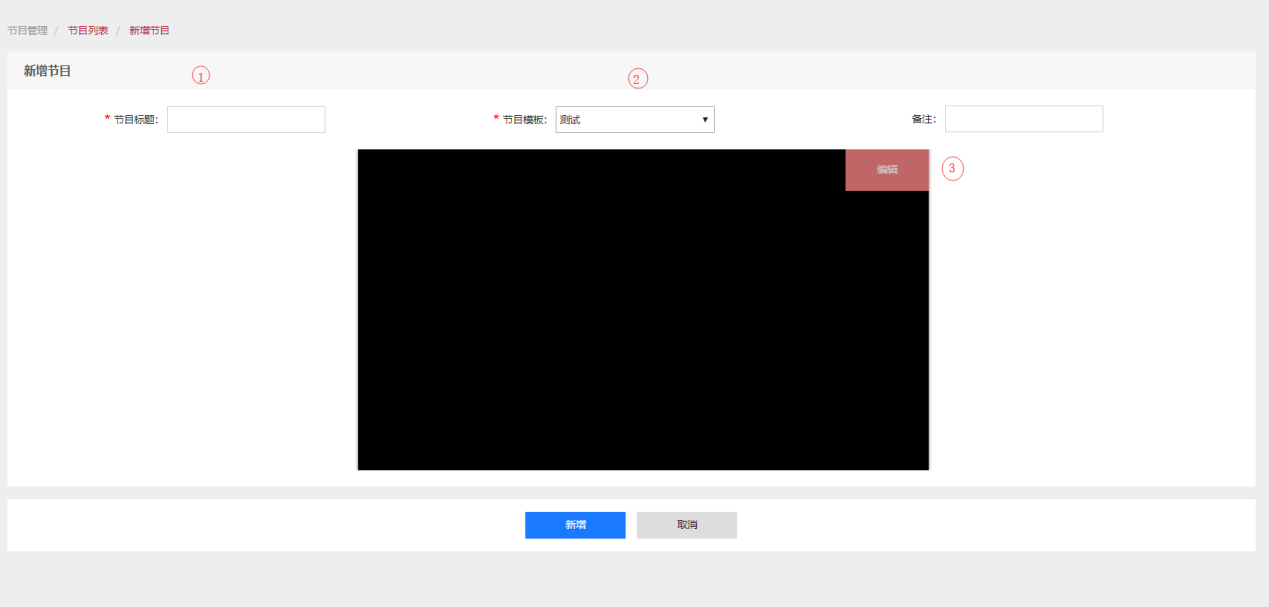 节目管理 / 节目列表 / 新增节目
新增节目
①
②
* 节目标题:
* 节目模板: 测试 ▼
备注:
编辑
③
新增 取消